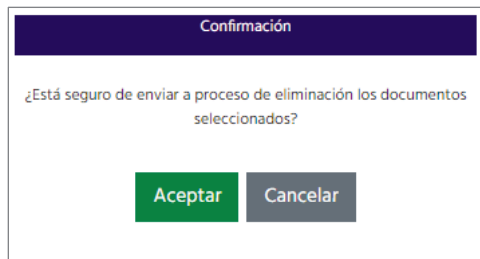 Confirmación
¿Está seguro de enviar a proceso de eliminación los documentos
seleccionados?
Aceptar Cancelar